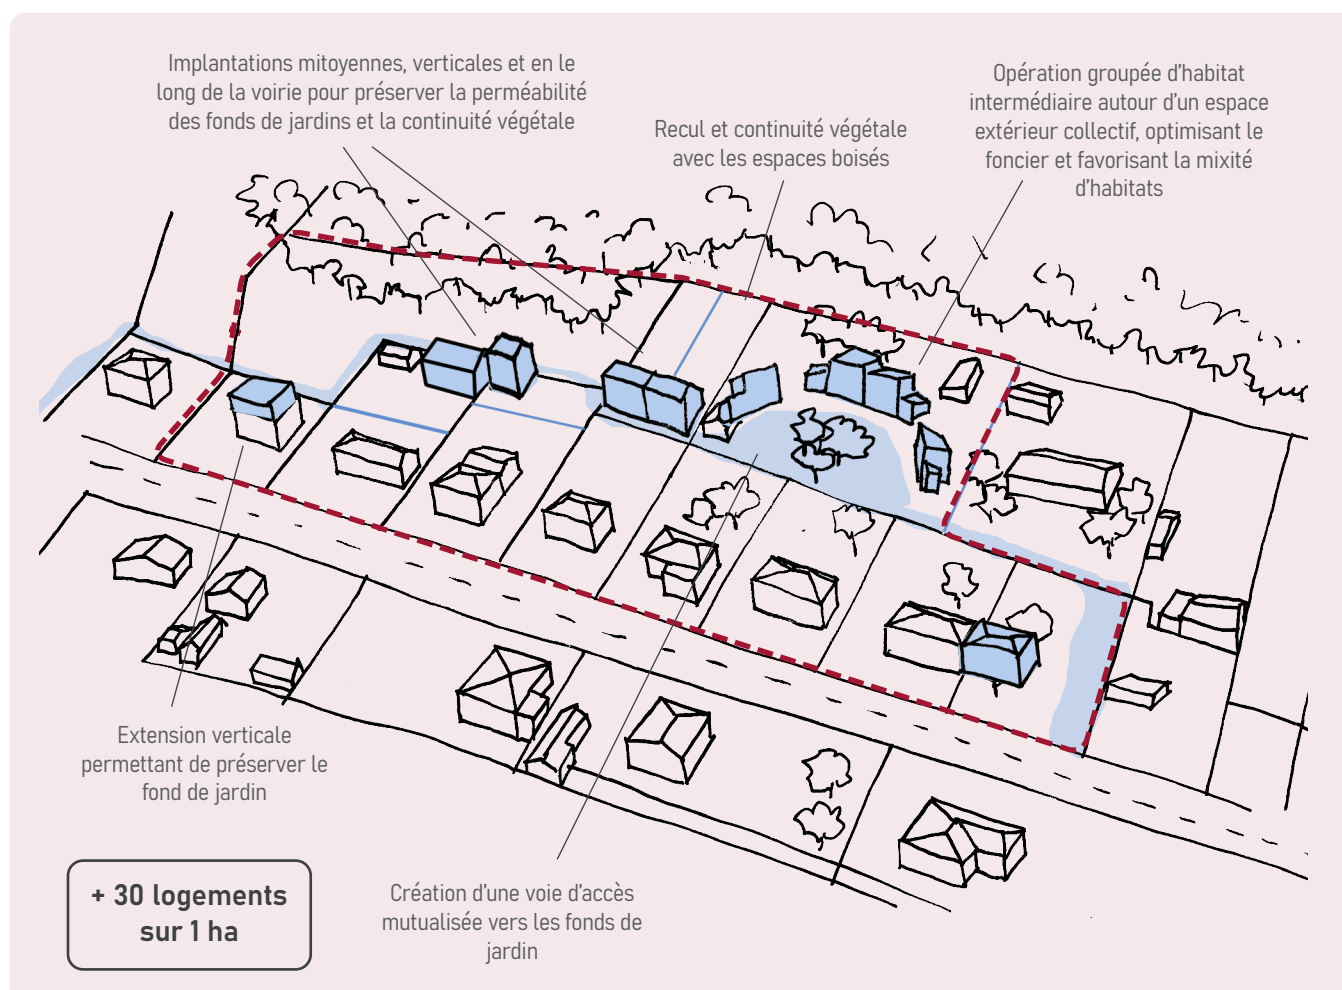 Implantations mitoyennes, verticales et en le
long de la voirie pour préserver la perméabilité
des fonds de jardins et la continuité végétale
Recul et continuité végétale
avec les espaces boisés
Opération groupée d'habitat
intermédiaire autour d'un espace
extérieur collectif, optimisant le
foncier et favorisant la mixité
d'habitats
Extension verticale
permettant de préserver le
fond de jardin
+ 30 logements
sur 1 ha
Création d'une voie d'accès
mutualisée vers les fonds de
jardin